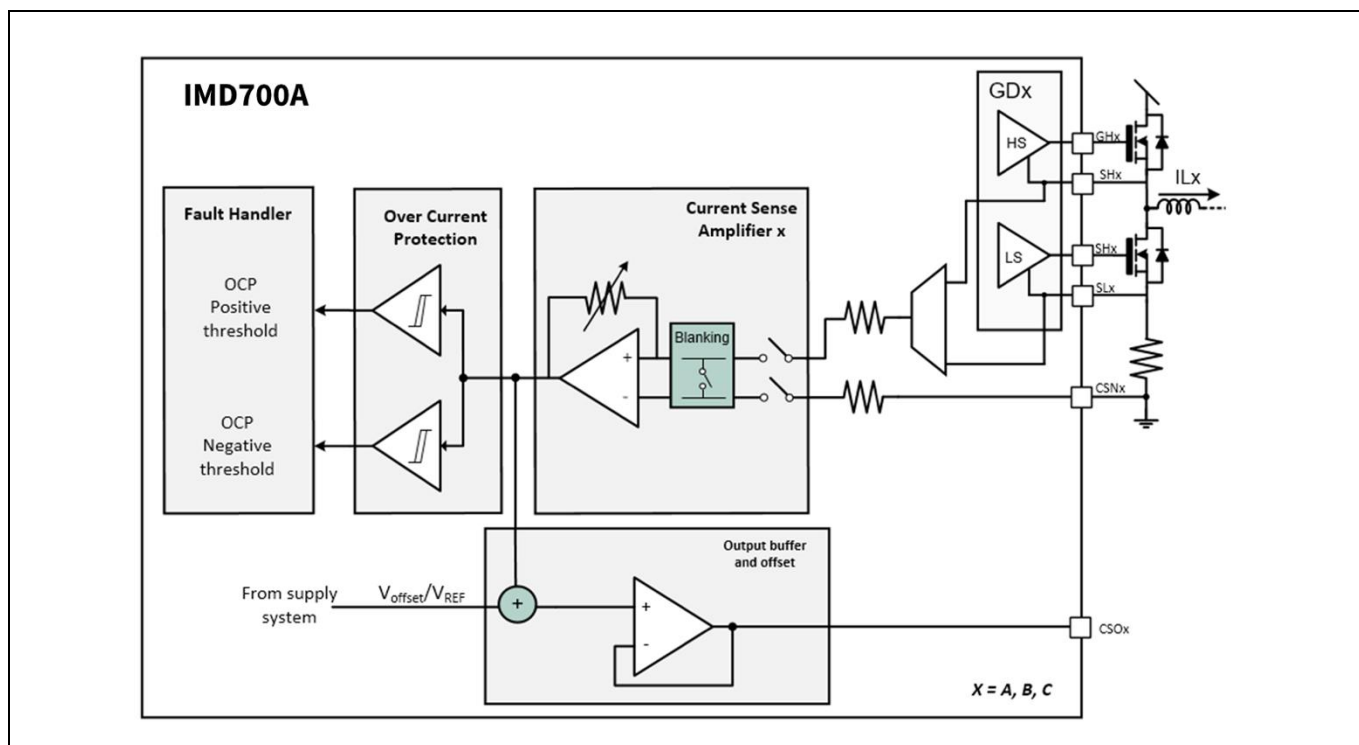 IMD700A
GDx
HS
GHx
SHx
ILx
LS
SHx
SLx
CSNx
Fault Handler
OCP
Positive
threshold
OCP
Negative
threshold
Over Current
Protection
Current Sense
Amplifier x
Blanking
+
-
Output buffer
and offset
From supply
system
Voffset/VREF
+
+
-
CSOx
X = A, B, C